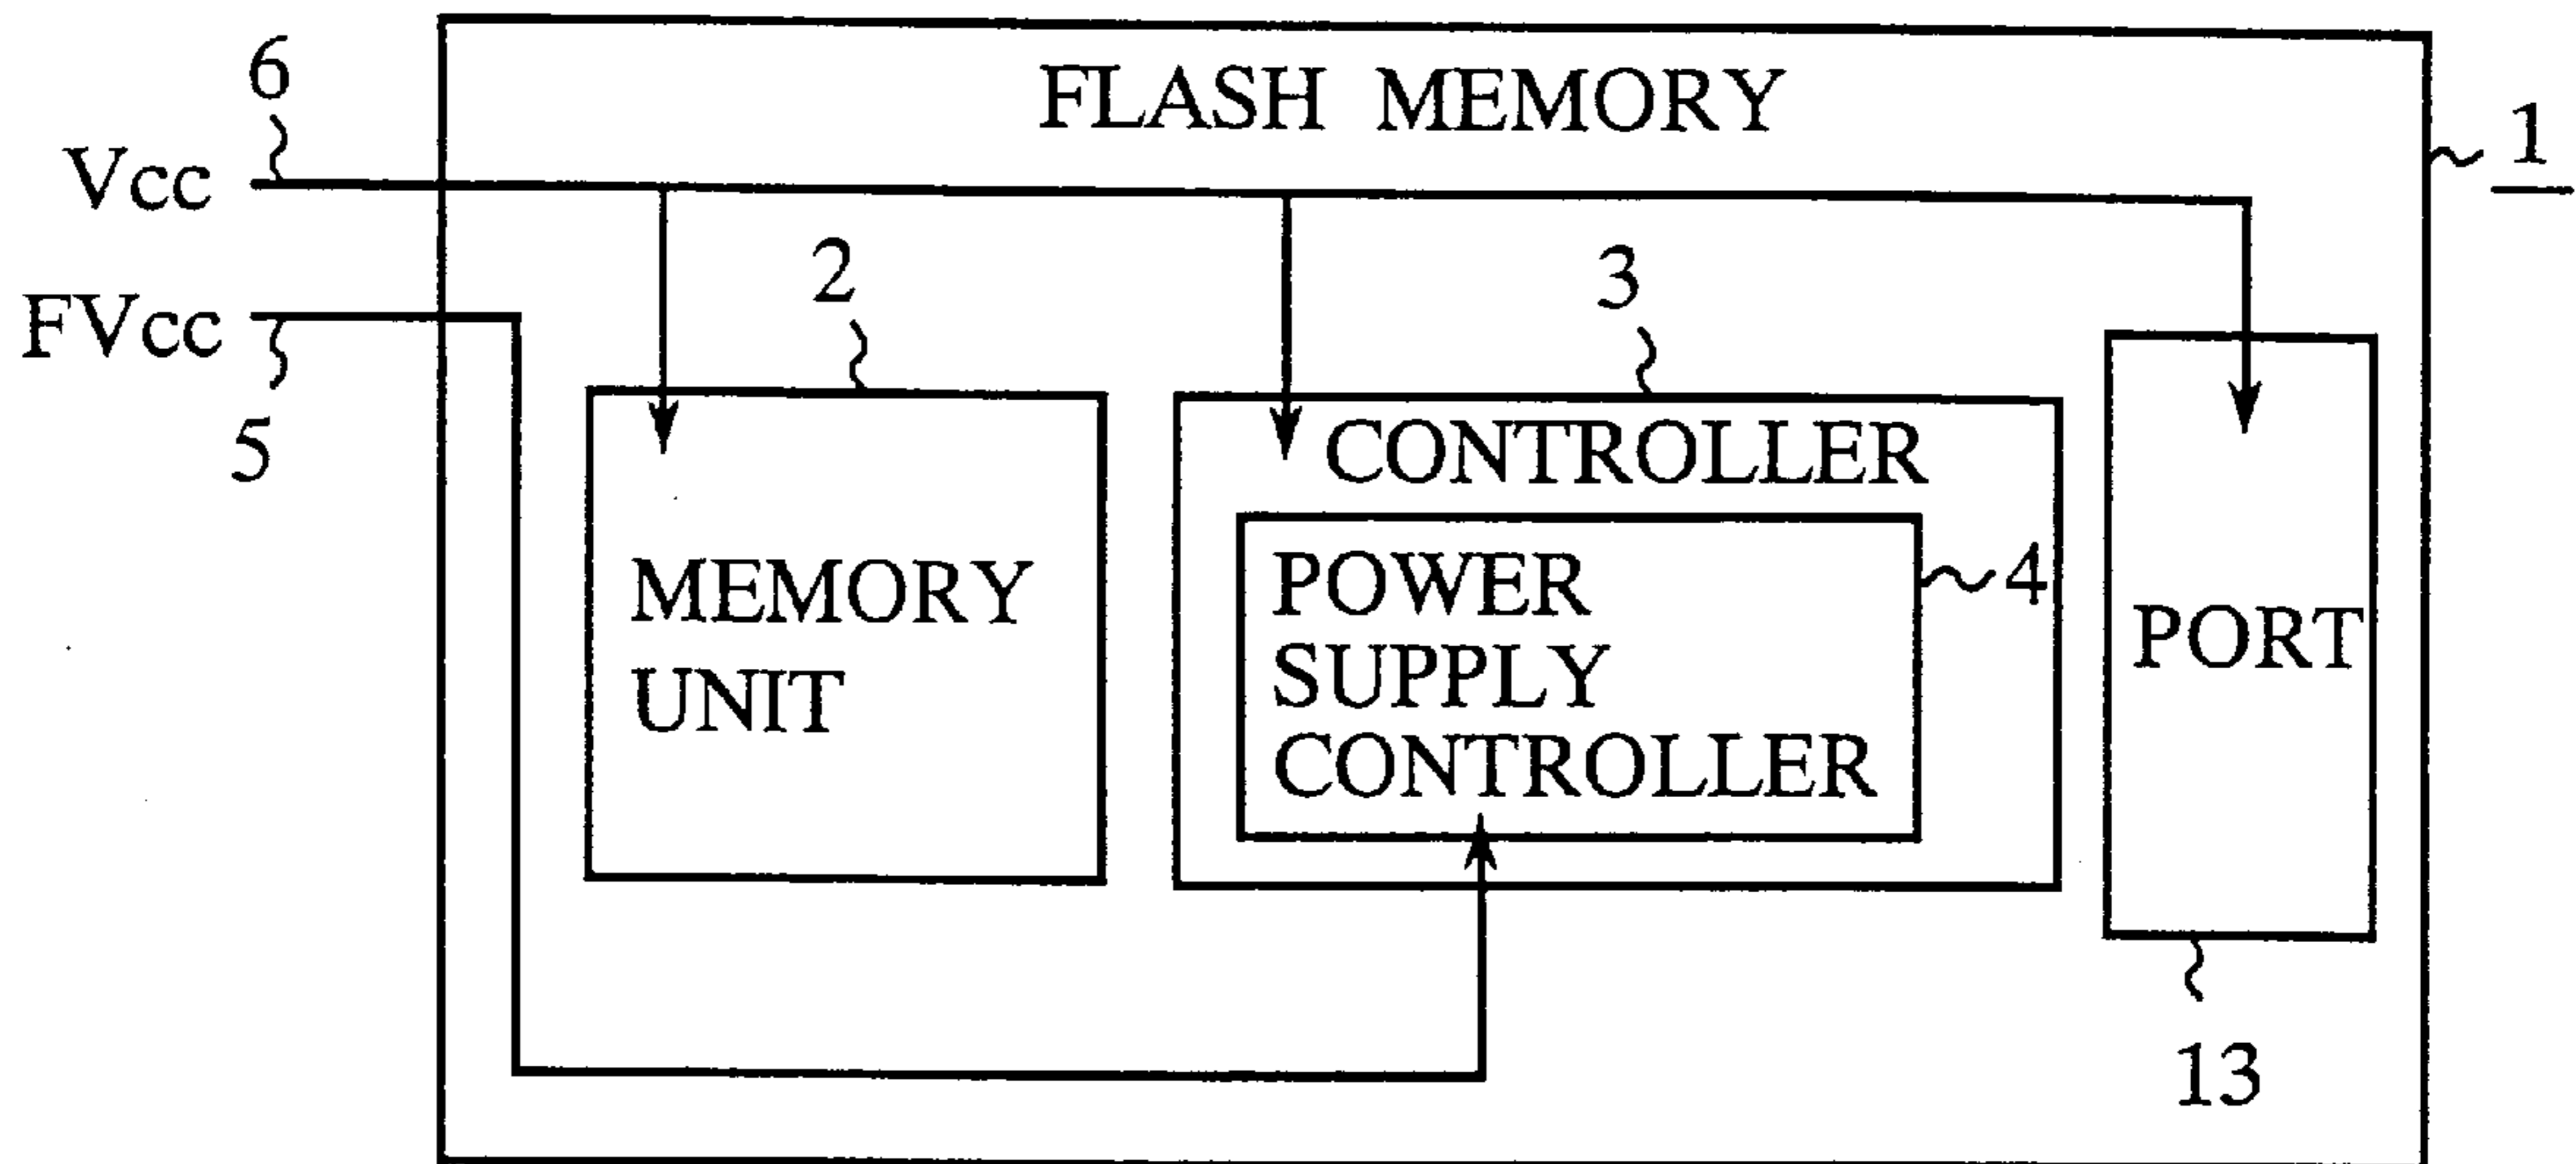 FLASH MEMORY
6
1
Vcc
2
3
FVcc
5
CONTROLLER
MEMORY
UNIT
POWER
SUPPLY
CONTROLLER
4
PORT
13